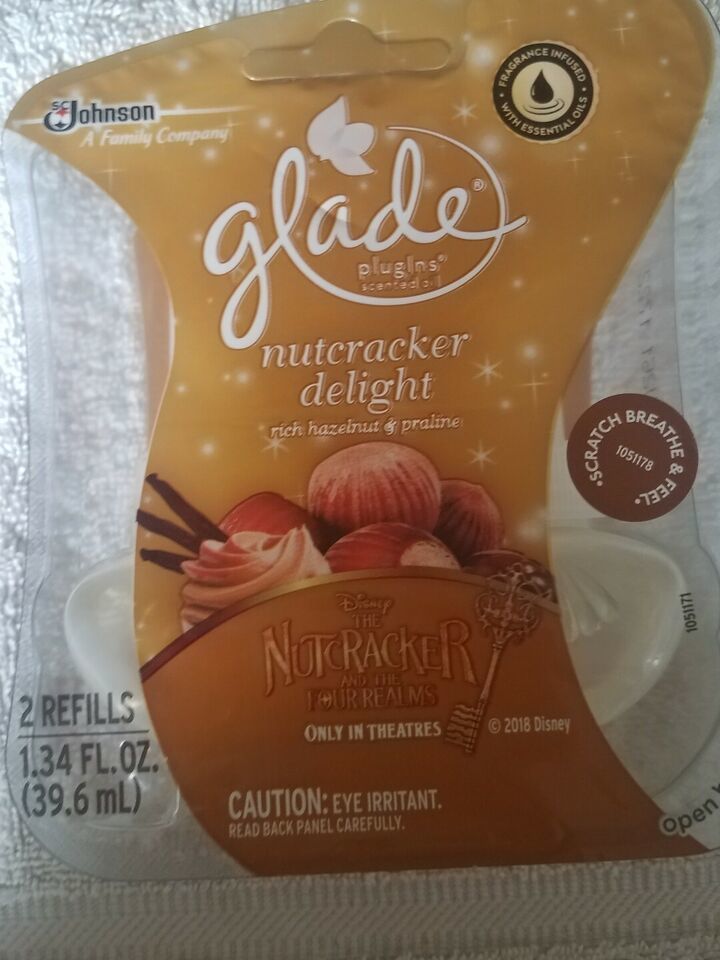 SC Johnson
A Family Company
FRAGRANCE INFUSED
WITH ESSENTIAL OILS
glade®
plugIns®
scented oil
nutcracker
delight
rich hazelnut & praline
SCRATCH BREATHE & FEEL
1051178
1051171
Disney
THE
NUTCRACKER
AND THE
FOUR REALMS
ONLY IN THEATRES
© 2018 Disney
2 REFILLS
1.34 FL. OZ.
(39.6 mL)
CAUTION: EYE IRRITANT.
READ BACK PANEL CAREFULLY.
Open